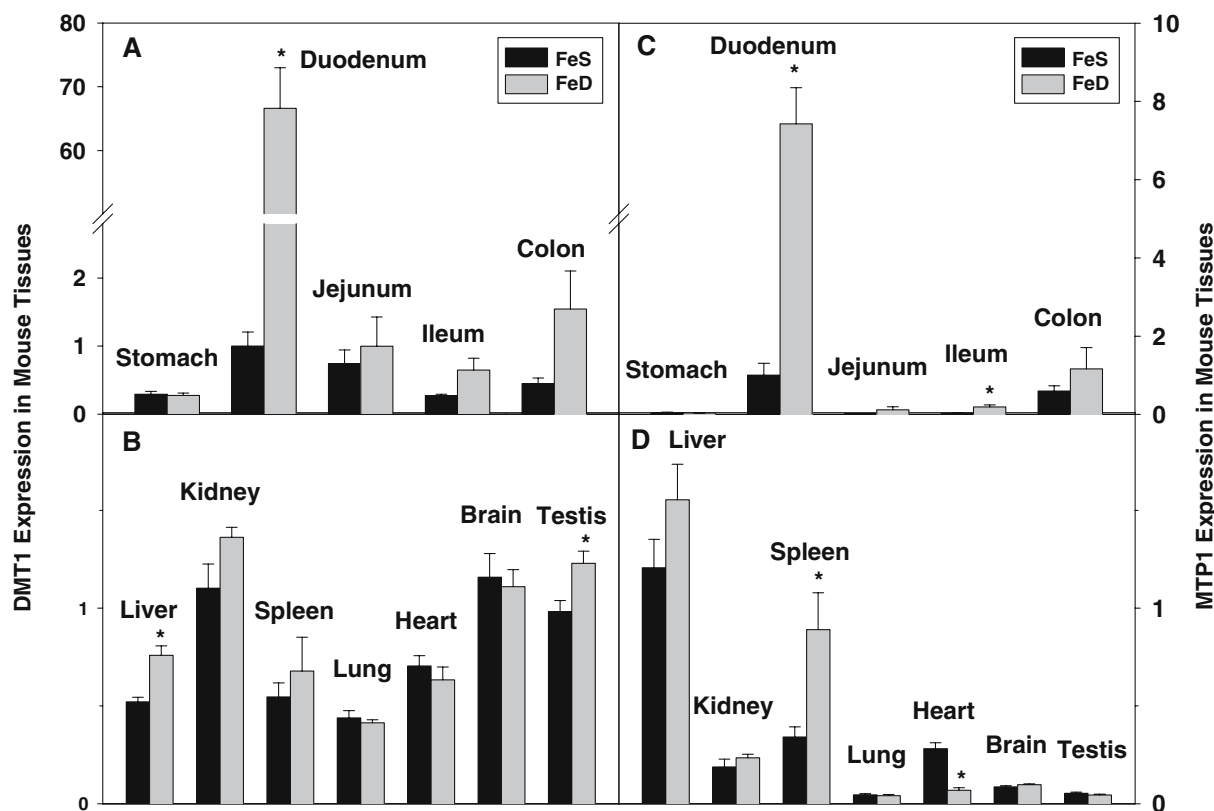 DMT1 Expression in Mouse Tissues
80
70
60
2
1
0
A
*
Duodenum
FeS
FeD
Stomach
Jejunum
Ileum
Colon
B
1
0
Liver
*
Kidney
Spleen
Lung
Heart
Brain
Testis
*
C
Duodenum
*
FeS
FeD
Stomach
Jejunum
Ileum
*
Colon
10
8
6
4
2
0
D
Liver
Kidney
Spleen
*
Lung
Heart
*
Brain
Testis
1
0
MTP1 Expression in Mouse Tissues